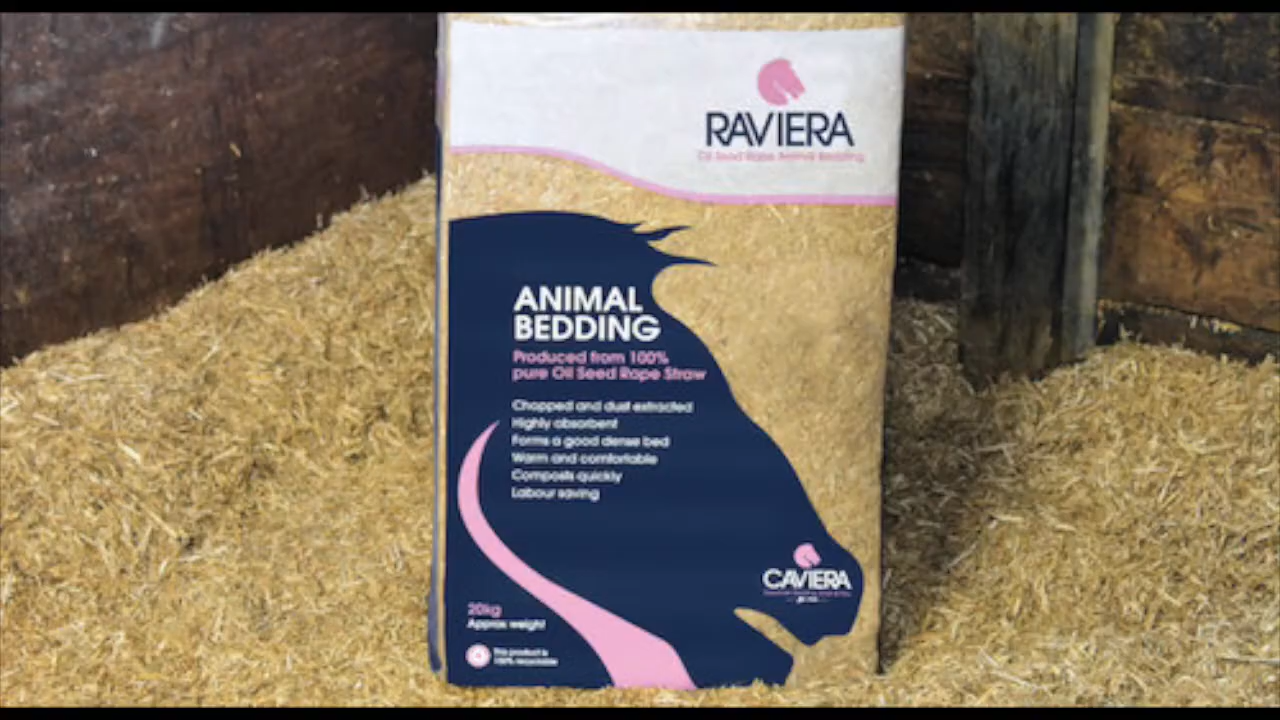 RAVIERA
Oil Seed Rape Animal Bedding
ANIMAL
BEDDING
Produced from 100%
pure Oil Seed Rape Straw
Chopped and dust extracted
Highly absorbent
Forms a good dense bed
Warm and comfortable
Composts quickly
Labour saving
CAVIERA
20kg
Approx weight
This product is
100% recyclable